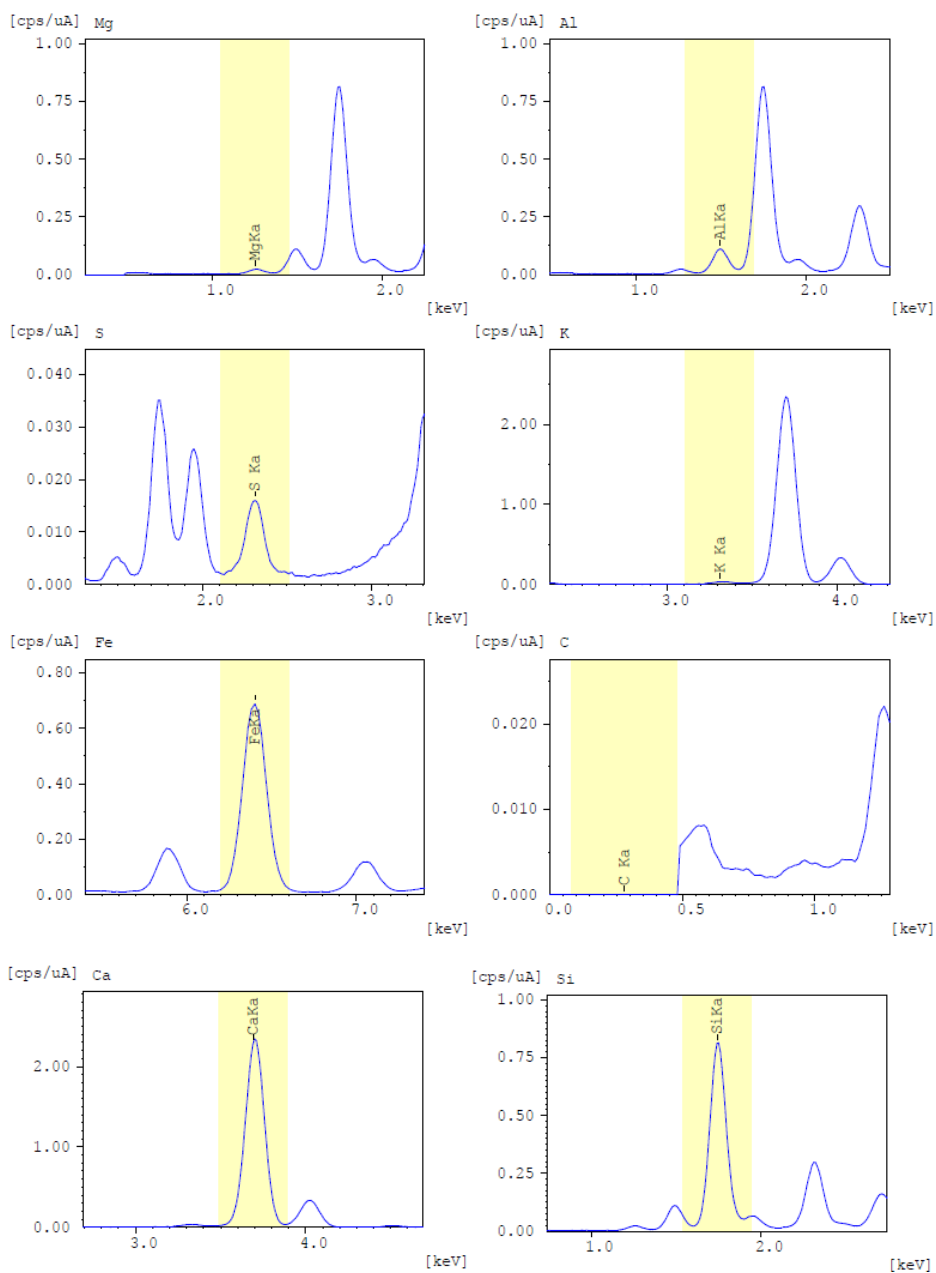 [cps/uA] Mg
1.00
0.75
0.50
0.25
0.00
MgKa
1.0 2.0
[keV]
[cps/uA] Al
1.00
0.75
0.50
0.25
0.00
AlKa
1.0 2.0
[keV]
[cps/uA] S
0.040
0.030
0.020
0.010
0.000
S Ka
2.0 3.0
[keV]
[cps/uA] K
2.00
1.00
0.00
K Ka
3.0 4.0
[keV]
[cps/uA] Fe
0.80
0.60
0.40
0.20
0.00
FeKa
6.0 7.0
[keV]
[cps/uA] C
0.020
0.010
0.000
C Ka
0.0 0.5 1.0
[keV]
[cps/uA] Ca
2.00
1.00
0.00
CaKa
3.0 4.0
[keV]
[cps/uA] Si
1.00
0.75
0.50
0.25
0.00
SiKa
1.0 2.0
[keV]